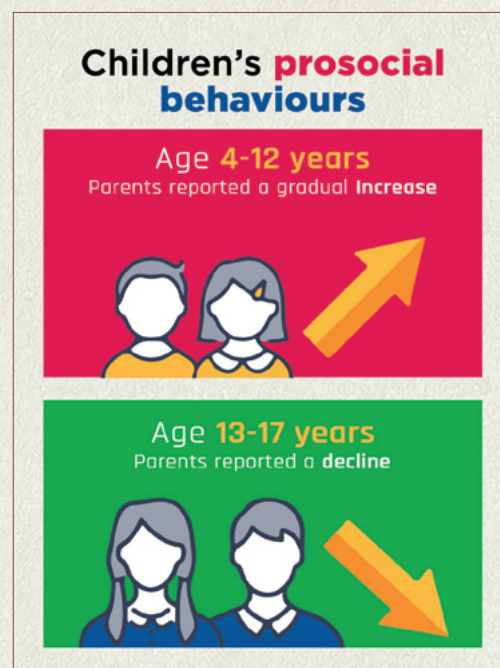 Children's prosocial
behaviours
Age 4-12 years
Parents reported a gradual Increase
Age 13-17 years
Parents reported a decline